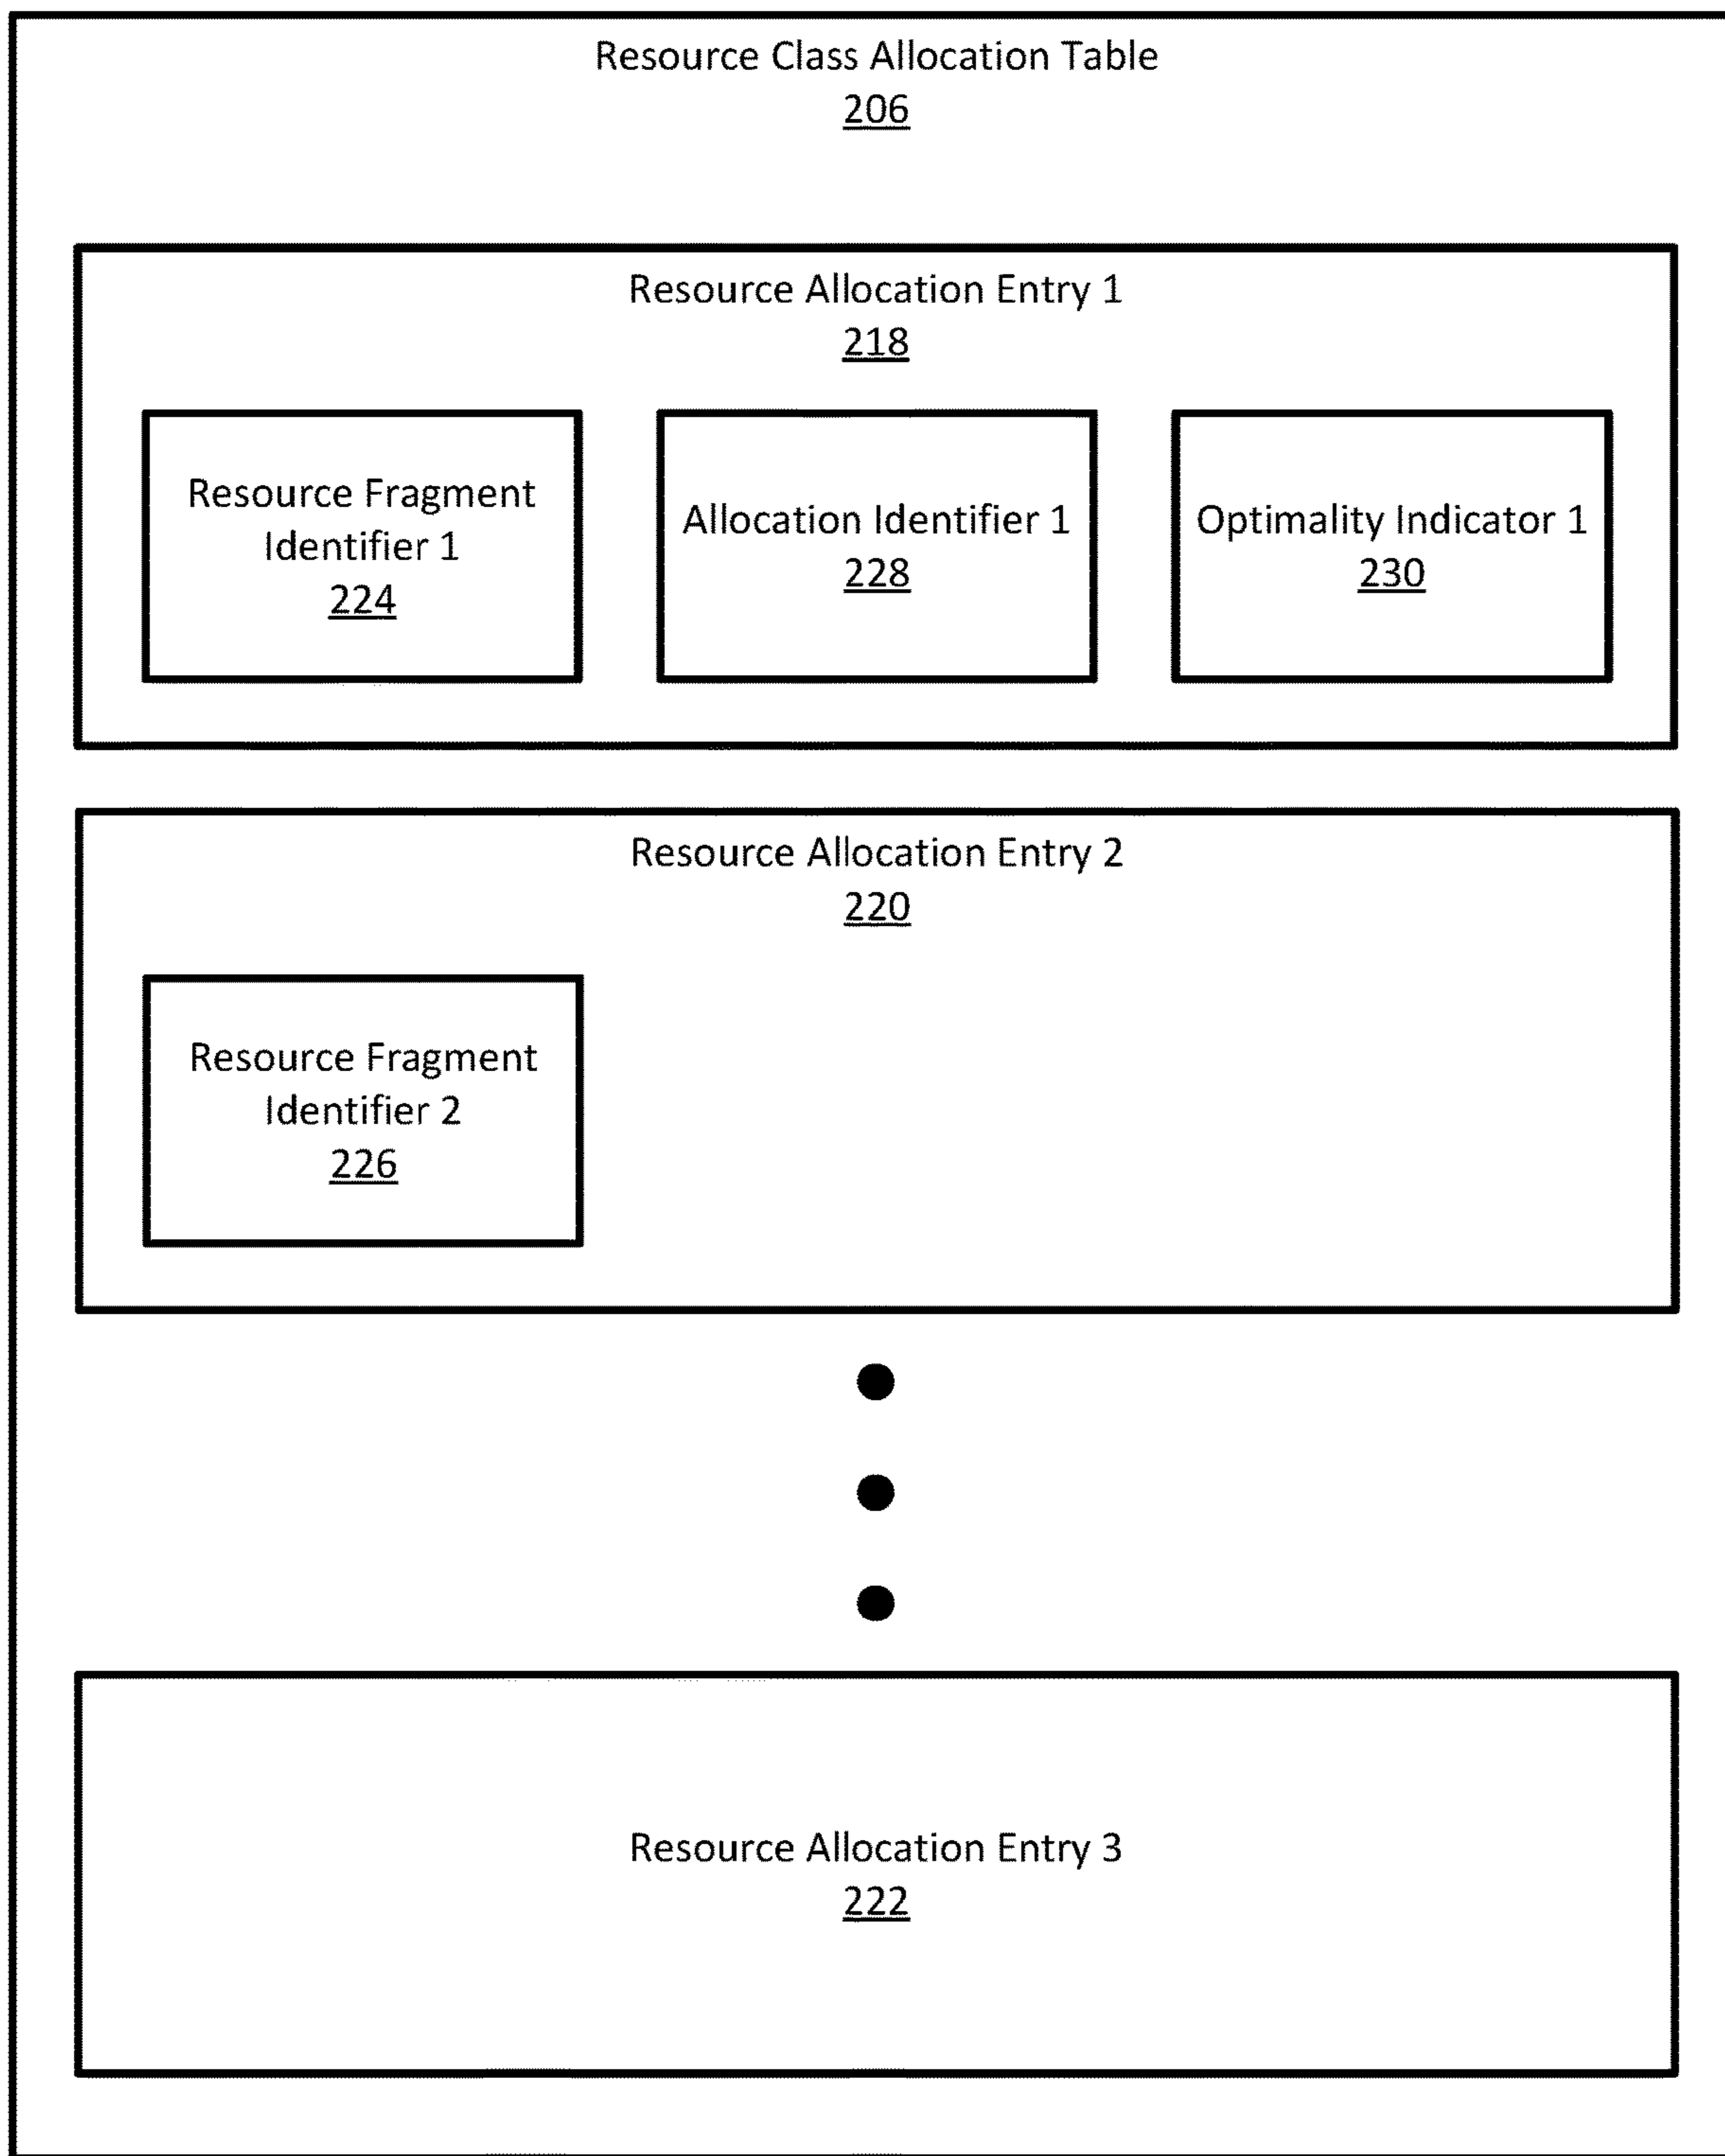 Resource Class Allocation Table
206
Resource Allocation Entry 1
218
Resource Fragment
Identifier 1
224
Allocation Identifier 1
228
Optimality Indicator 1
230
Resource Allocation Entry 2
220
Resource Fragment
Identifier 2
226
Resource Allocation Entry 3
222